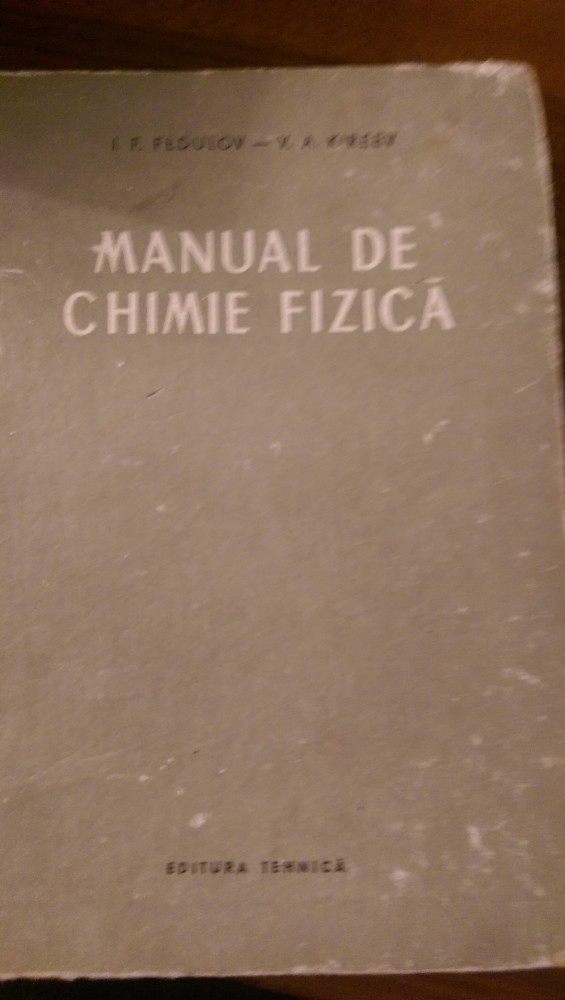 I. F. FEDULOV — V. A. KIREEV
MANUAL DE
CHIMIE FIZICĂ
EDITURA TEHNICĂ